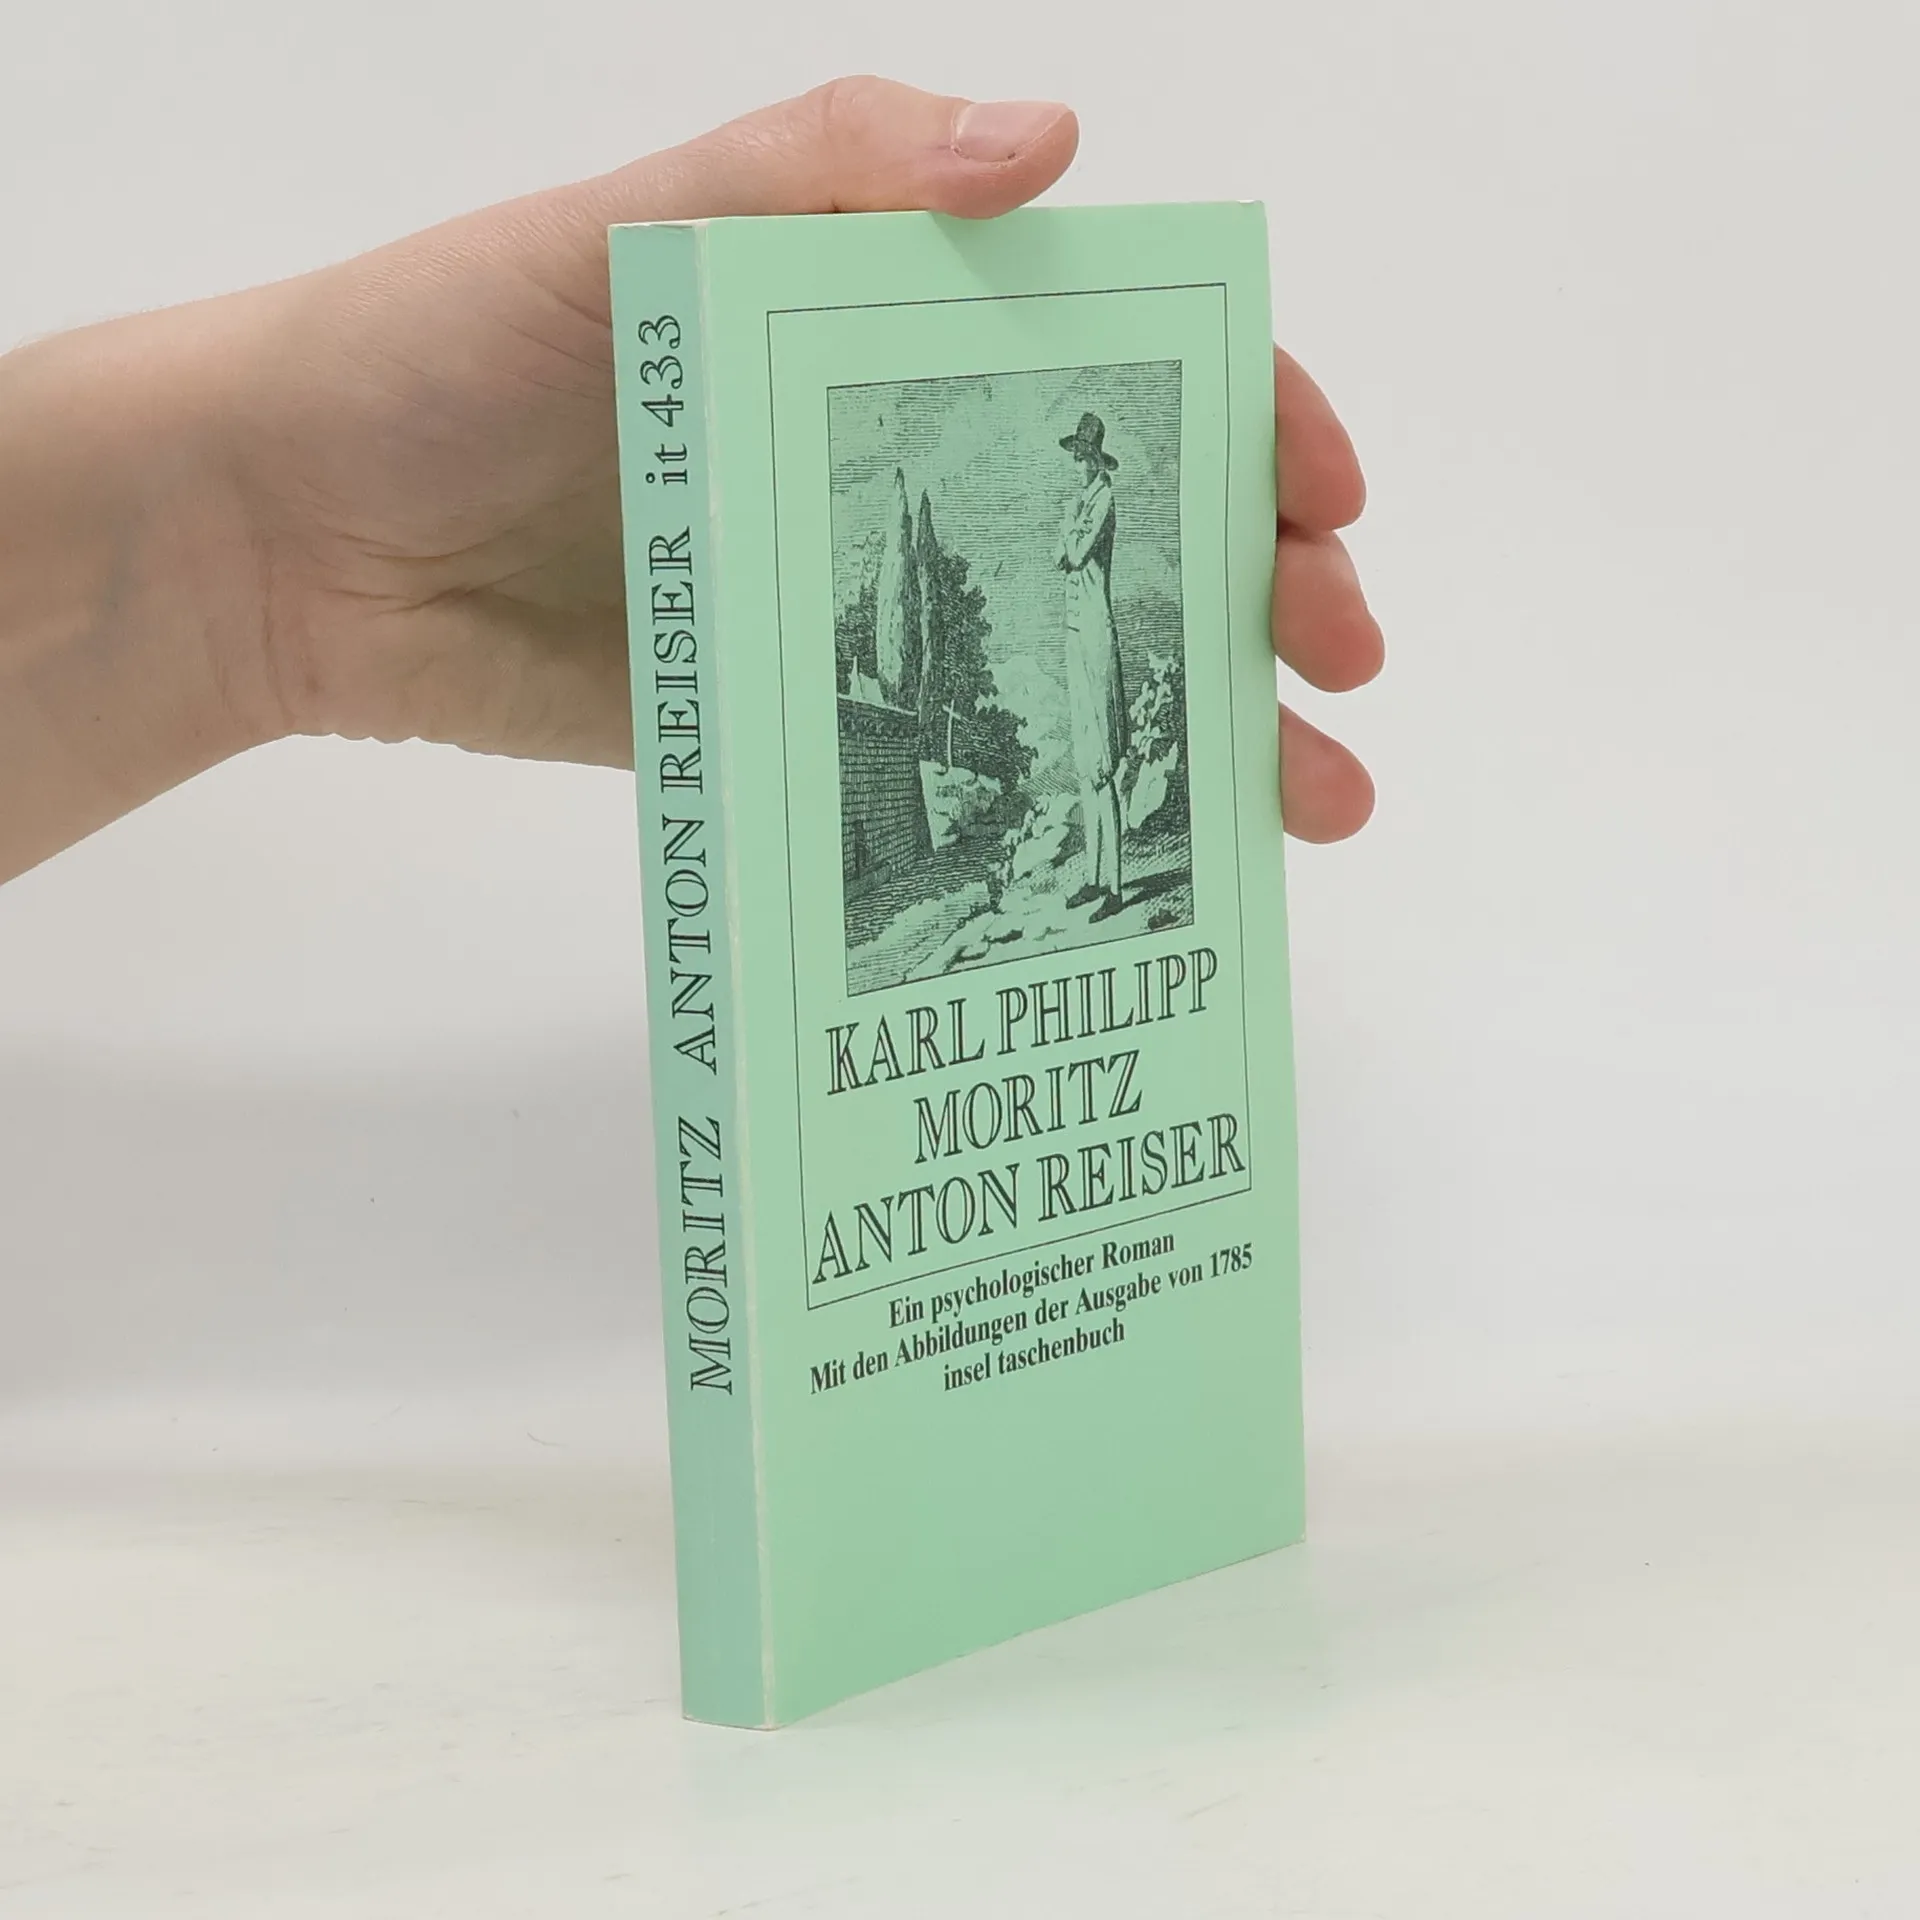 MORITZ ANTON REISER it 433
KARL PHILIPP
MORITZ
ANTON REISER
Ein psychologischer Roman
Mit den Abbildungen der Ausgabe von 1785
insel taschenbuch